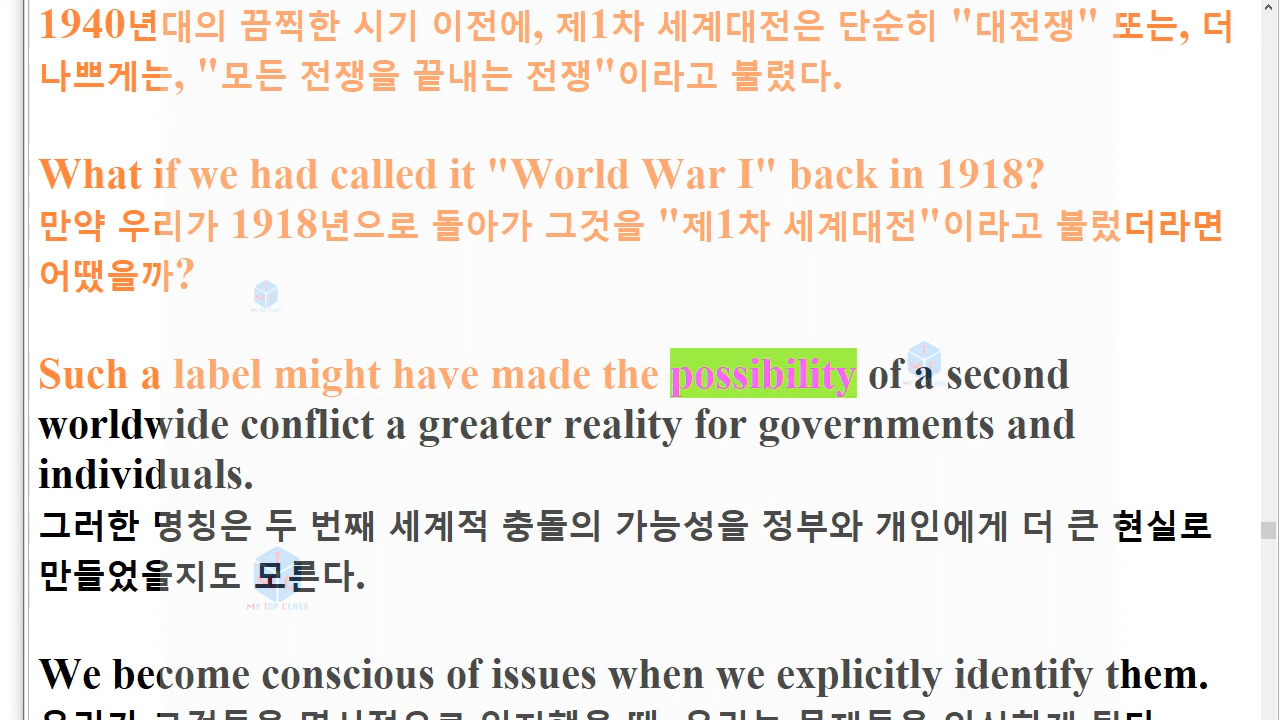 1940년대의 끔찍한 시기 이전에, 제1차 세계대전은 단순히 "대전쟁" 또는, 더
나쁘게는, "모든 전쟁을 끝내는 전쟁"이라고 불렸다.
What if we had called it "World War I" back in 1918?
만약 우리가 1918년으로 돌아가 그것을 "제1차 세계대전"이라고 불렀더라면
어땠을까?
Such a label might have made the possibility of a second
worldwide conflict a greater reality for governments and
individuals.
그러한 명칭은 두 번째 세계적 충돌의 가능성을 정부와 개인에게 더 큰 현실로
만들었을지도 모른다.
MY TOP CLASS
We become conscious of issues when we explicitly identify them.